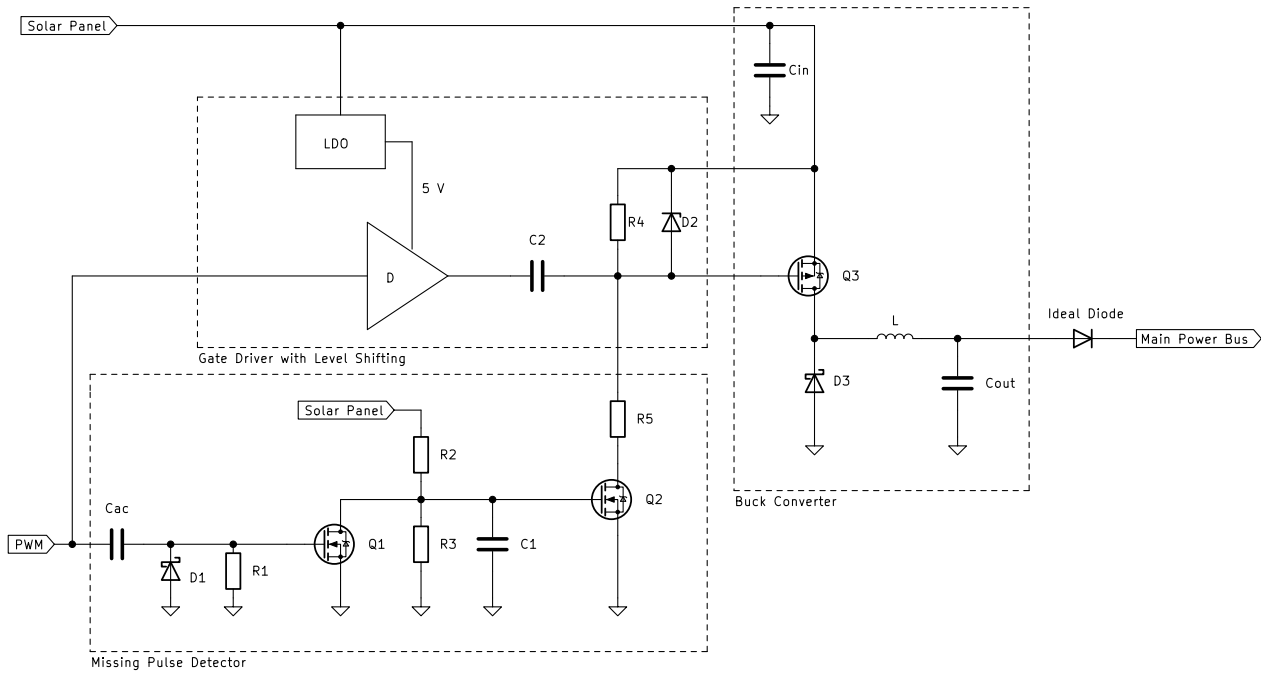 Solar Panel
Cin
LDO
5 V
R4
D2
C2
D
Q3
Ideal Diode
L
Main Power Bus
Gate Driver with Level Shifting
D3
Cout
Solar Panel
R5
R2
Q2
Buck Converter
Cac
PWM
Q1
R3
C1
D1
R1
Missing Pulse Detector